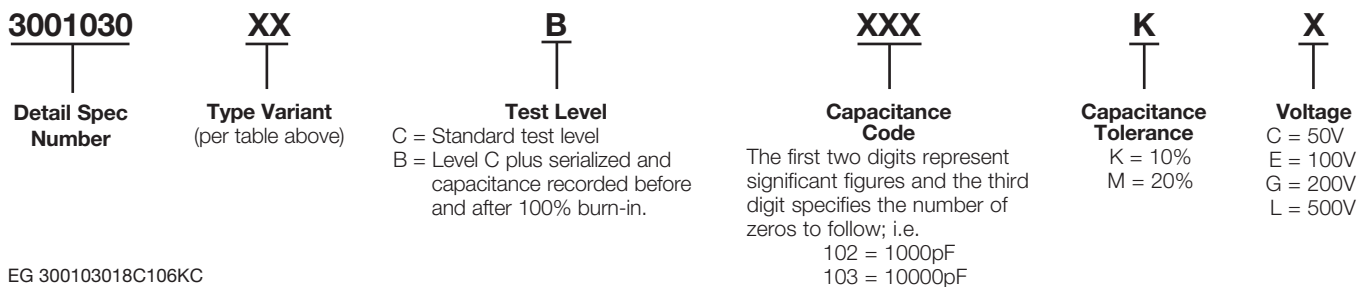 3001030 XX B XXX K X
Detail Spec
Number
Type Variant
(per table above)
Test Level
C = Standard test level
B = Level C plus serialized and
capacitance recorded before
and after 100% burn-in.
Capacitance
Code
The first two digits represent
significant figures and the third
digit specifies the number of
zeros to follow; i.e.
102 = 1000pF
103 = 10000pF
Capacitance
Tolerance
K = 10%
M = 20%
Voltage
C = 50V
E = 100V
G = 200V
L = 500V
EG 300103018C106KC